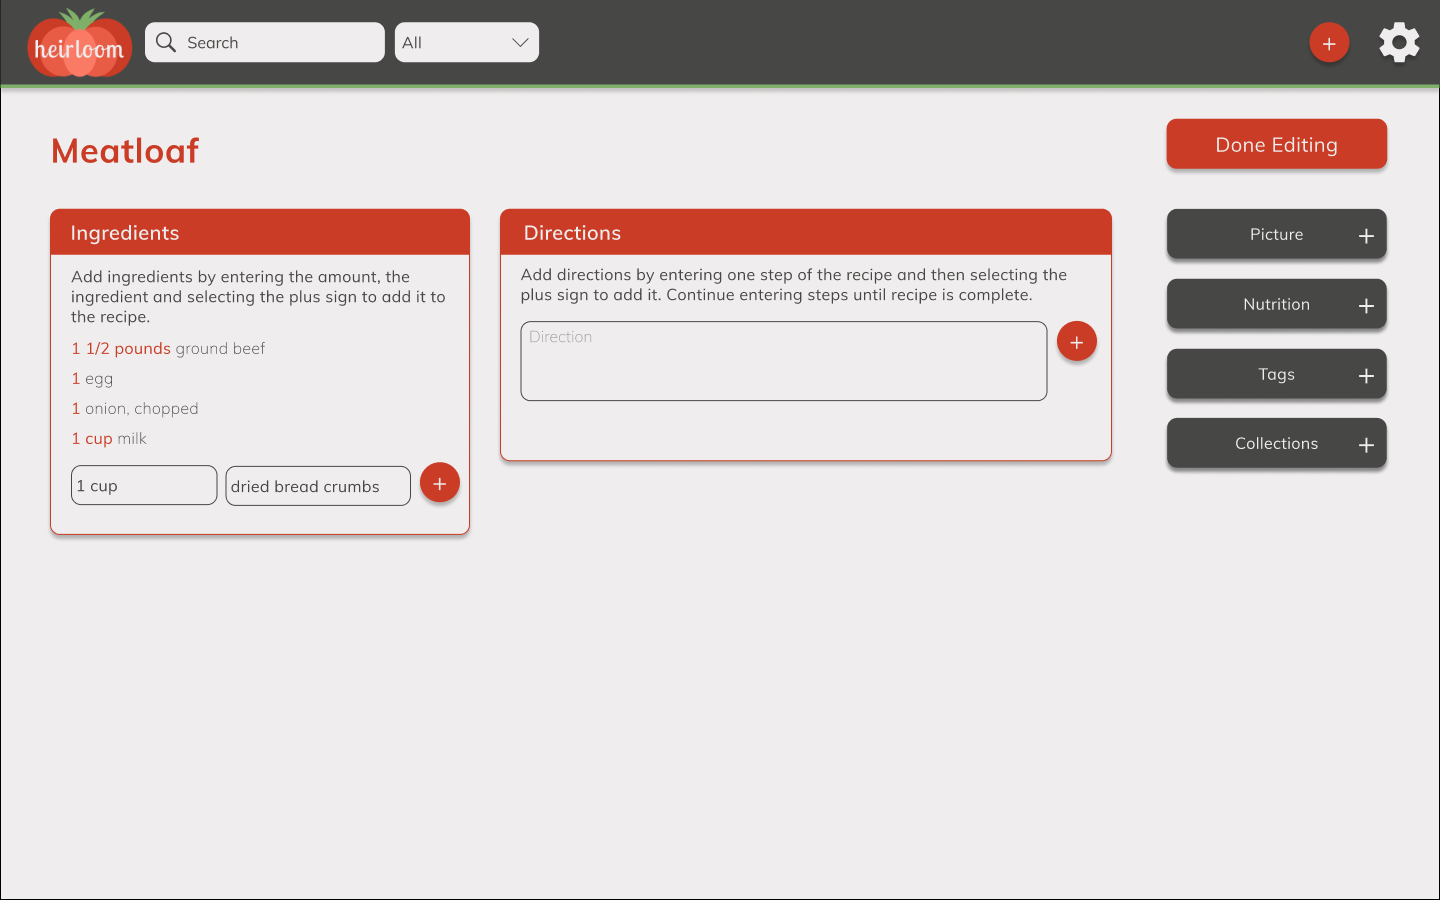 heirloom
Search
All
+
Meatloaf
Done Editing
Ingredients
Add ingredients by entering the amount, the
ingredient and selecting the plus sign to add it to
the recipe.
1 1/2 pounds ground beef
1 egg
1 onion, chopped
1 cup milk
1 cup
dried bread crumbs
+
Directions
Add directions by entering one step of the recipe and then selecting the
plus sign to add it. Continue entering steps until recipe is complete.
Direction
+
Picture +
Nutrition +
Tags +
Collections +